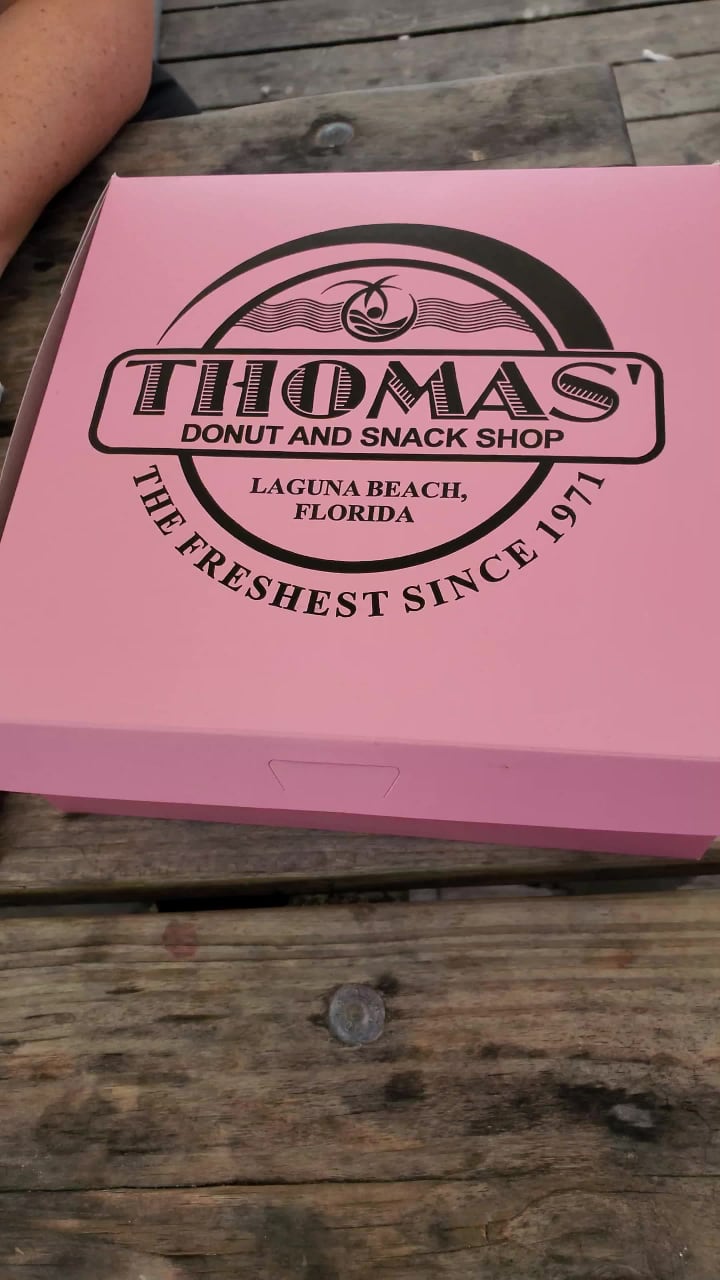 THOMAS'
DONUT AND SNACK SHOP
LAGUNA BEACH,
FLORIDA
THE FRESHEST SINCE 1971